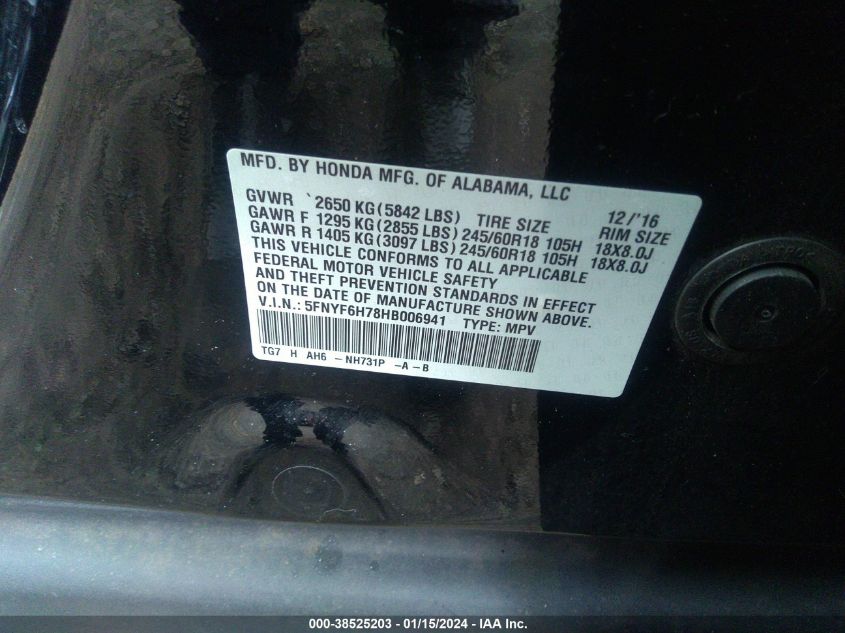 MFD. BY HONDA MFG. OF ALABAMA, LLC
12/'16
GVWR `2650 KG(5842 LBS) TIRE SIZE RIM SIZE
GAWR F 1295 KG(2855 LBS) 245/60R18 105H 18X8.0J
GAWR R 1405 KG(3097 LBS) 245/60R18 105H 18X8.0J
THIS VEHICLE CONFORMS TO ALL APPLICABLE
FEDERAL MOTOR VEHICLE SAFETY
AND THEFT PREVENTION STANDARDS IN EFFECT
ON THE DATE OF MANUFACTURE SHOWN ABOVE.
V.I.N.: 5FNYF6H78HB006941 TYPE: MPV
TG7 H AH6 -NH731P -A-B
000-38525203 - 01/15/2024 - IAA Inc.